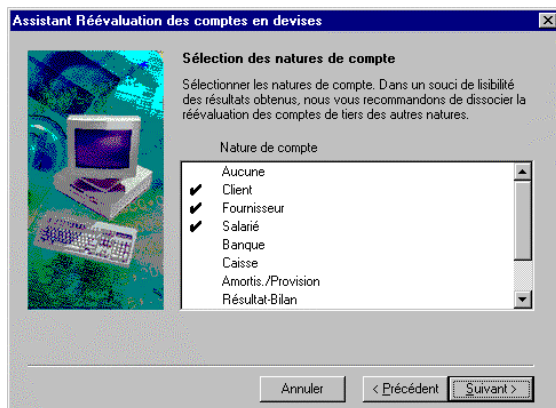 Assistant Réévaluation des comptes en devises
Sélection des natures de compte
Sélectionner les natures de compte. Dans un souci de lisibilité
des résultats obtenus, nous vous recommandons de dissocier la
réévaluation des comptes de tiers des autres natures.
Nature de compte
Aucune
Client
Fournisseur
Salarié
Banque
Caisse
Amortis./Provision
Résultat-Bilan
Annuler
< Précédent
Suivant >